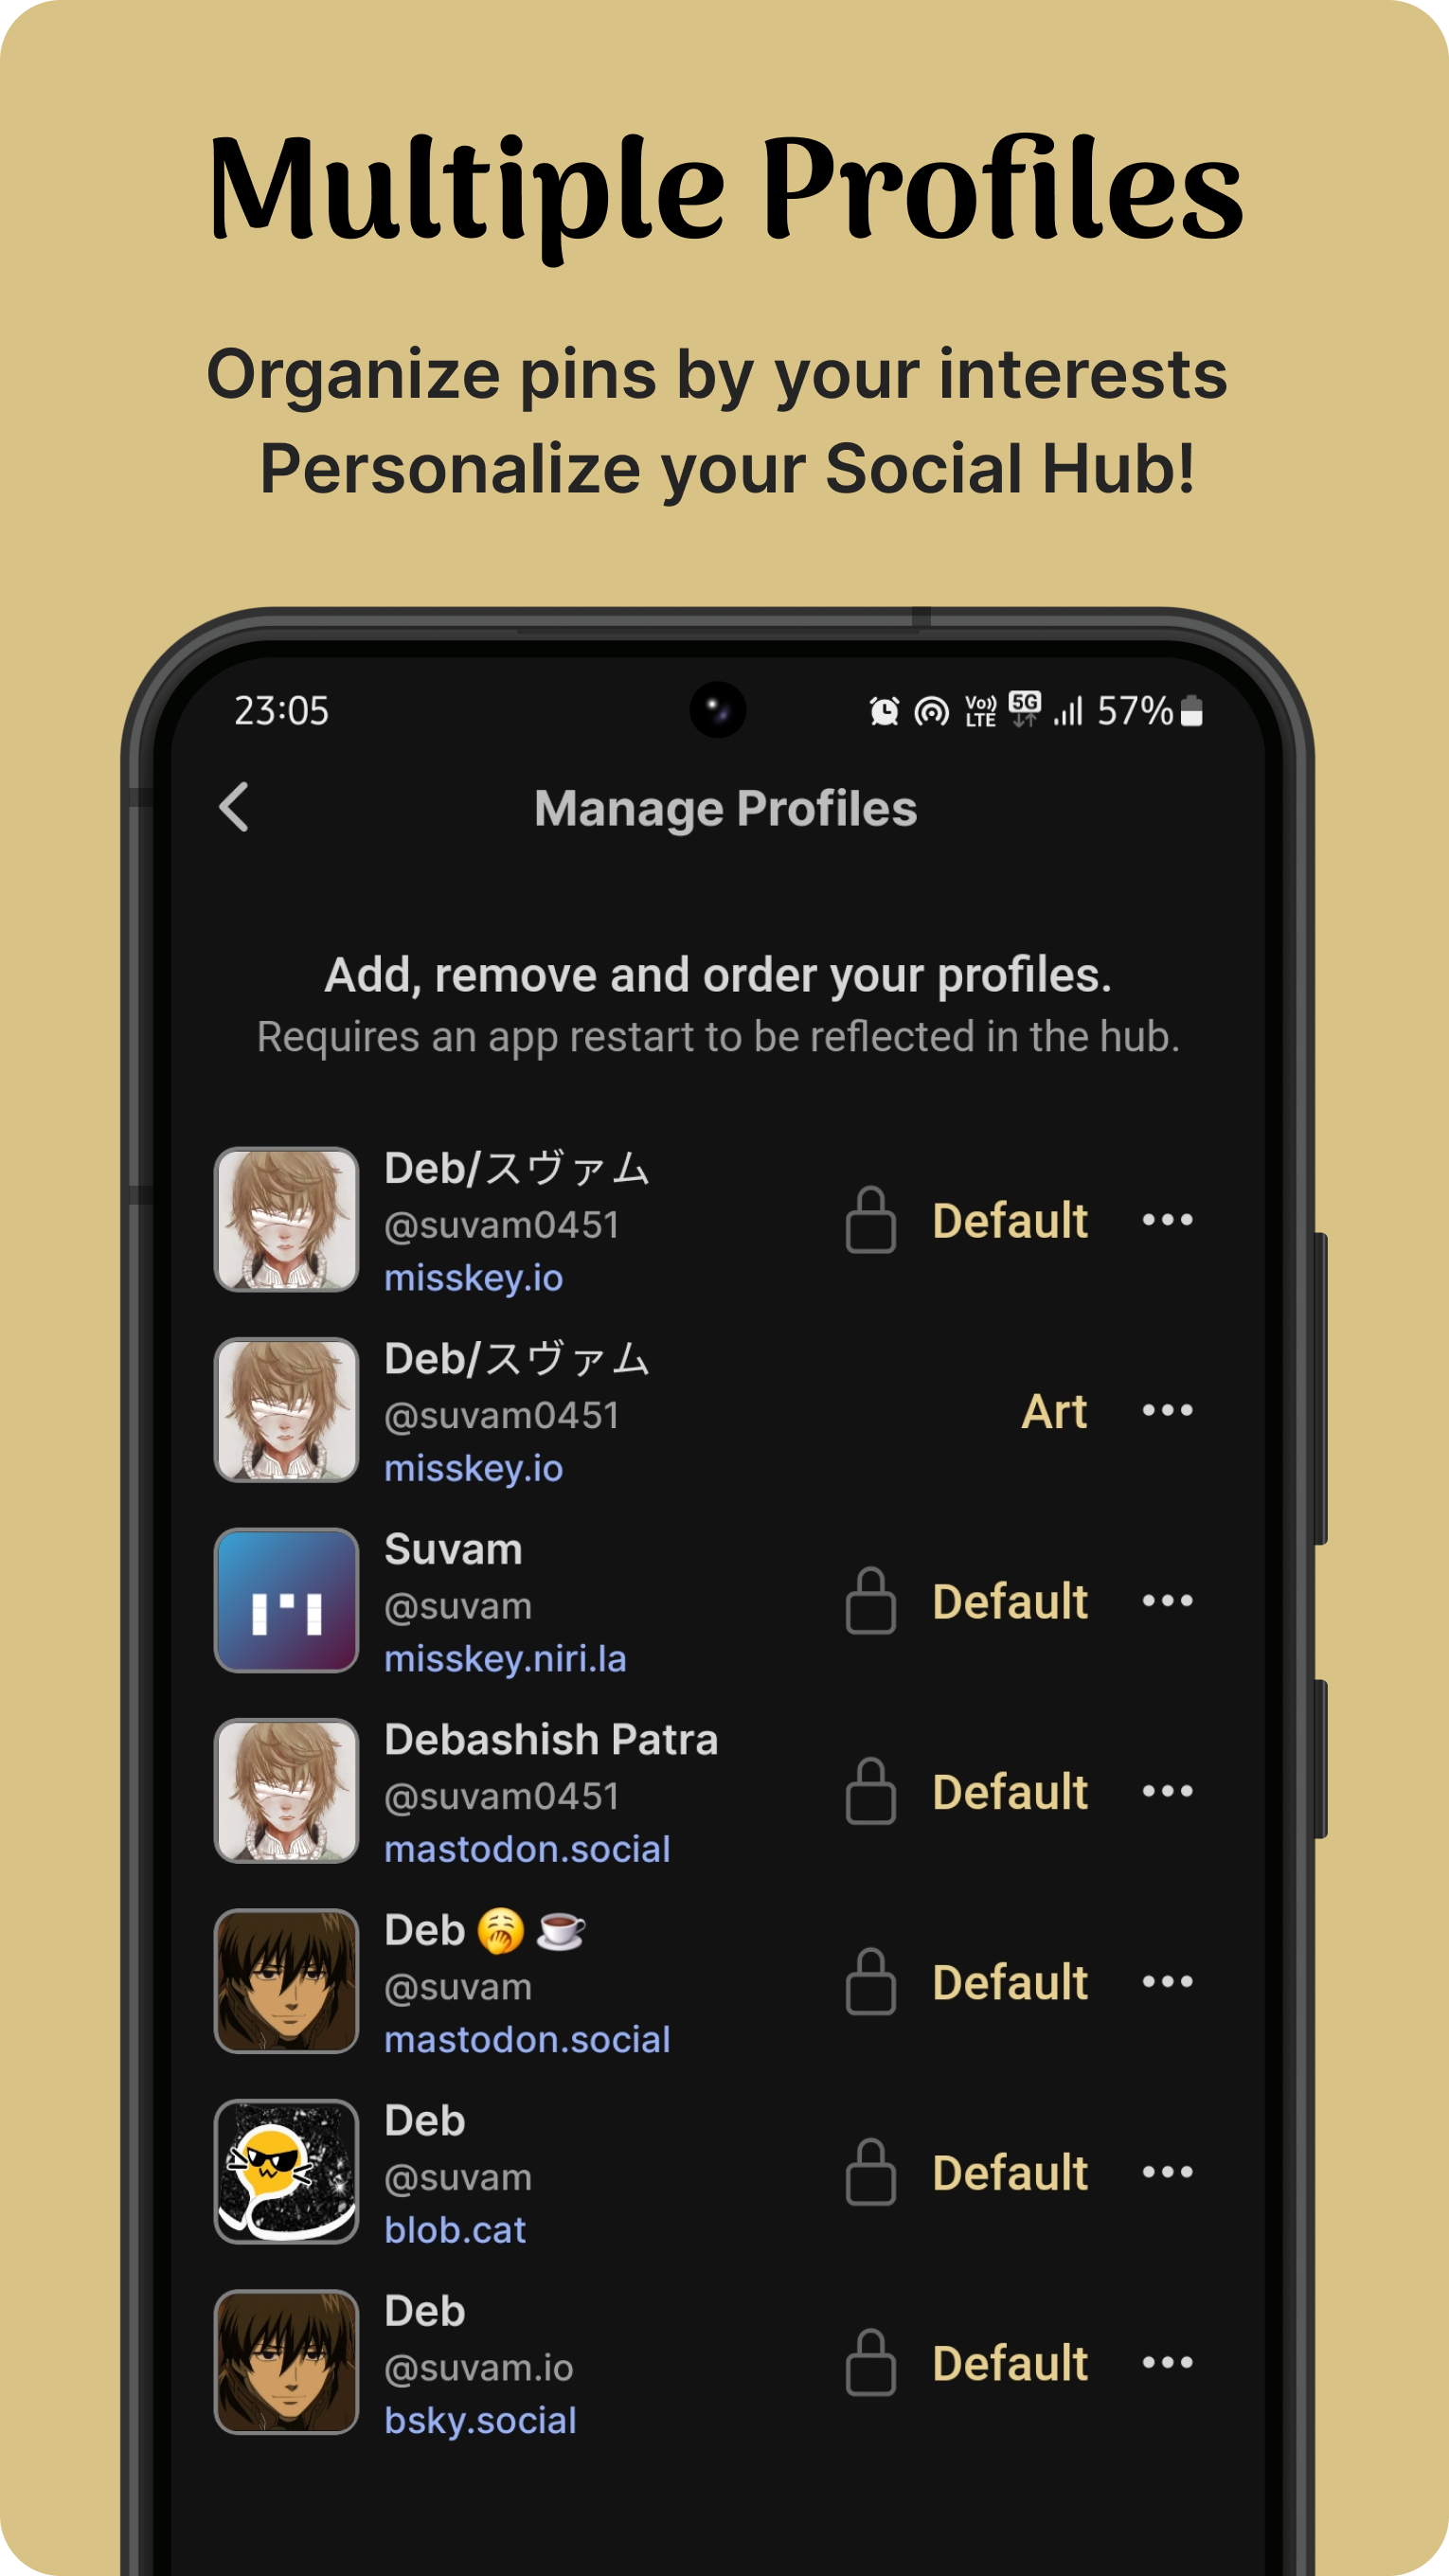 Multiple Profiles
Organize pins by your interests
Personalize your Social Hub!
23:05
Vo)) LTE 5G 57%
Manage Profiles
Add, remove and order your profiles.
Requires an app restart to be reflected in the hub.
Deb/スヴァム
@suvam0451
misskey.io
Default
Deb/スヴァム
@suvam0451
misskey.io
Art
Suvam
@suvam
misskey.niri.la
Default
Debashish Patra
@suvam0451
mastodon.social
Default
Deb 🥱 ☕
@suvam
mastodon.social
Default
Deb
@suvam
blob.cat
Default
Deb
@suvam.io
bsky.social
Default